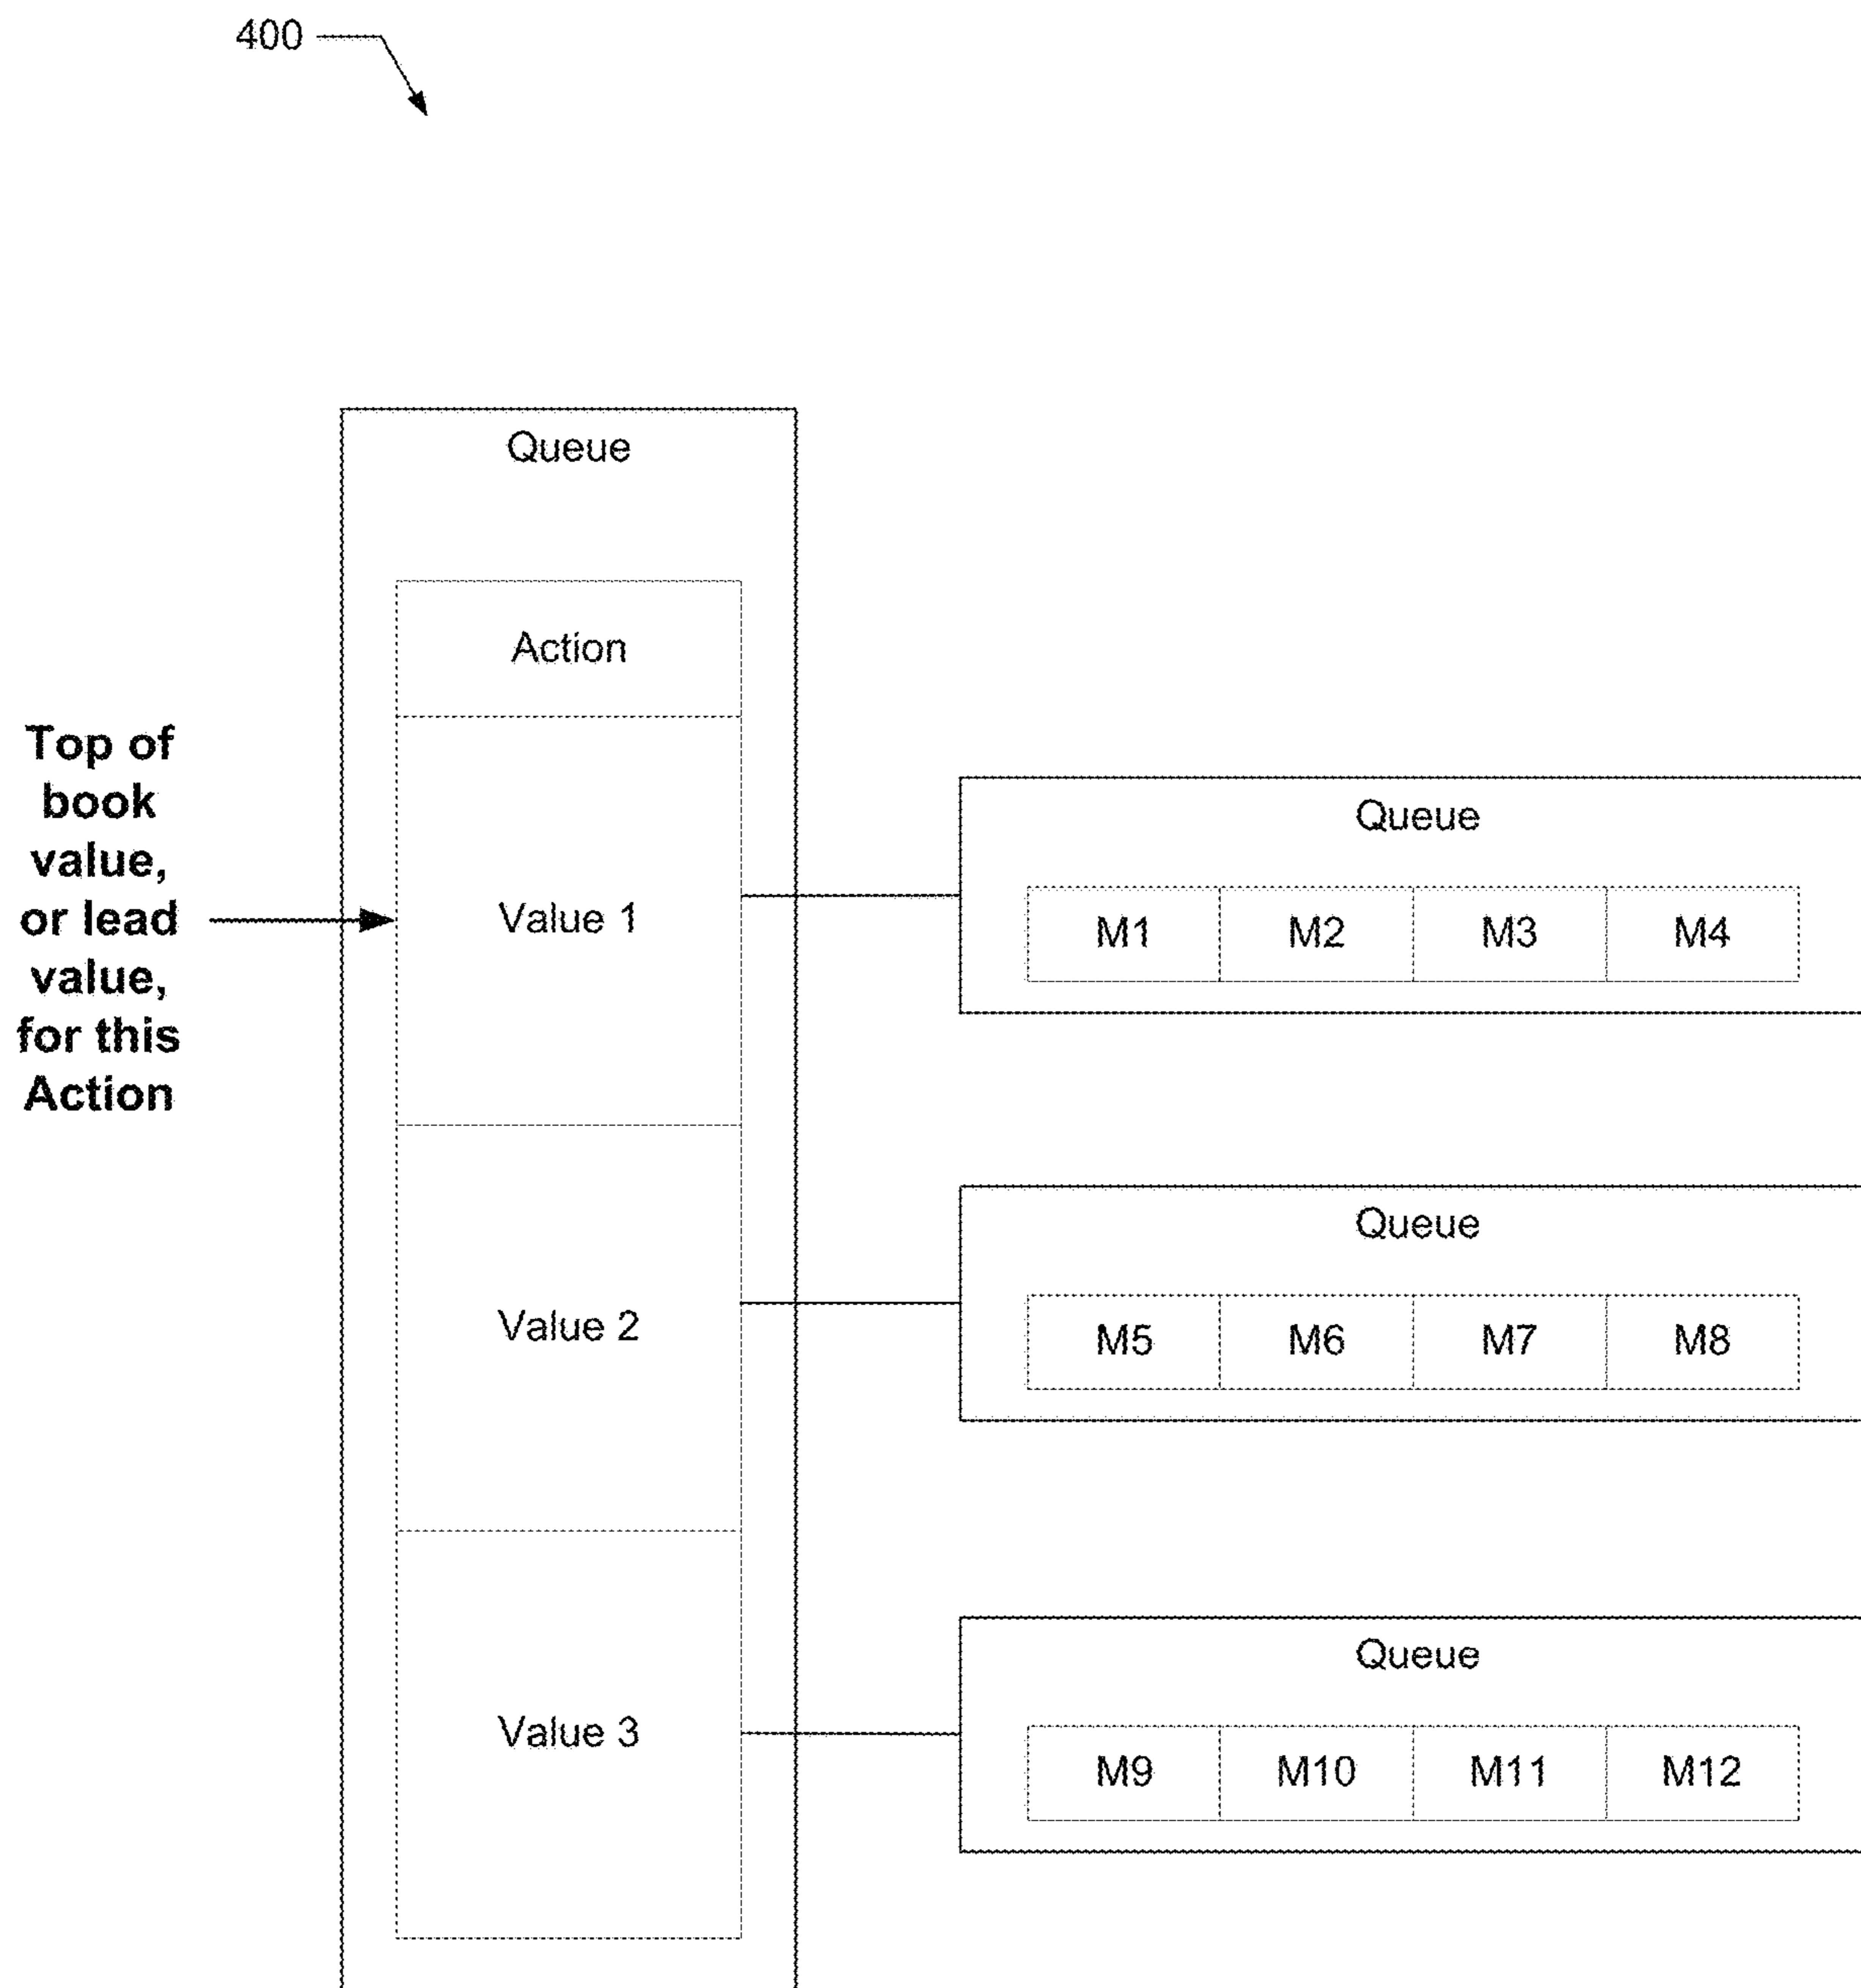 400
Queue
Action
Top of
book
value,
or lead
value,
for this
Action
Value 1
Queue
M1 M2 M3 M4
Value 2
Queue
M5 M6 M7 M8
Value 3
Queue
M9 M10 M11 M12